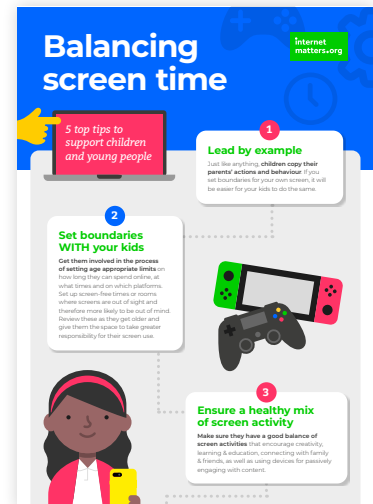 Balancing
screen time
internet
matters.org
5 top tips to
support children
and young people
1
Lead by example
Just like anything, children copy their
parents' actions and behaviour. If you
set boundaries for your own screen, it will
be easier for your kids to do the same.
2
Set boundaries
WITH your kids
Get them involved in the process
of setting age appropriate limits on
how long they can spend online, at
what times and on which platforms.
Set up screen-free times or rooms
where screens are out of sight and
therefore more likely to be out of mind.
Review these as they get older and
give them the space to take greater
responsibility for their screen use.
3
Ensure a healthy mix
of screen activity
Make sure they have a good balance of
screen activities that encourage creativity,
learning & education, connecting with family
& friends, as well as using devices for passively
engaging with content.